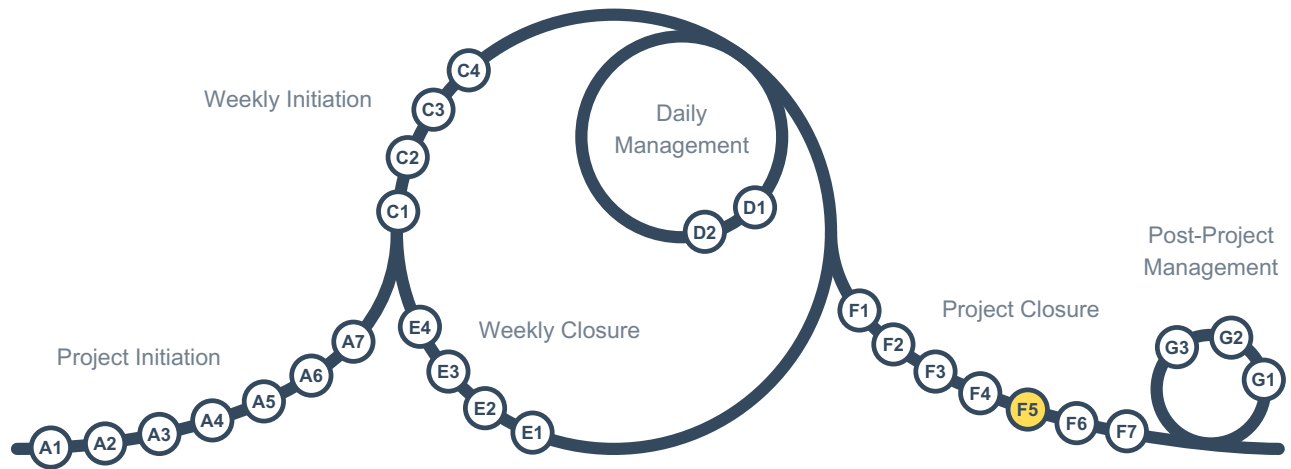 Weekly Initiation
C4
C3
C2
C1
Daily
Management
D1
D2
Post-Project
Management
Project Initiation
A1
A2
A3
A4
A5
A6
A7
Weekly Closure
E4
E3
E2
E1
Project Closure
F1
F2
F3
F4
F5
F6
F7
G3
G2
G1